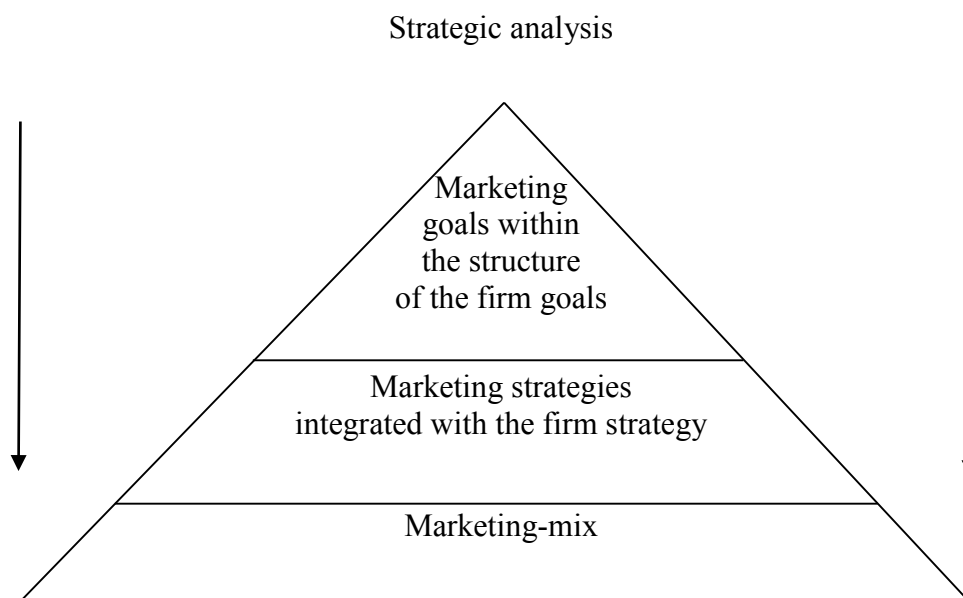 Strategic analysis
Marketing
goals within
the structure
of the firm goals
Marketing strategies
integrated with the firm strategy
Marketing-mix